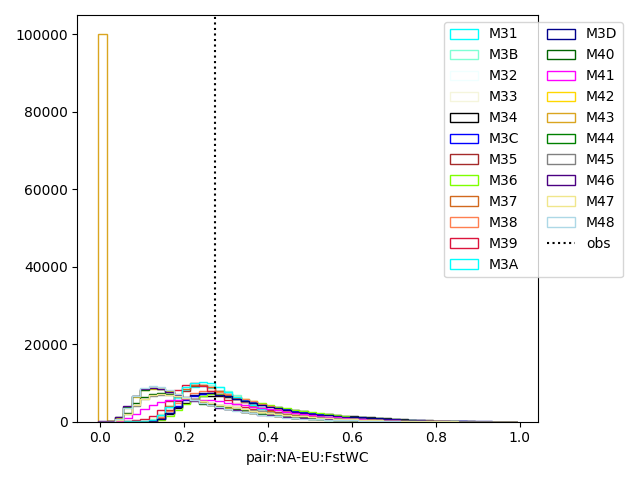 100000
80000
60000
40000
20000
0
0.0 0.2 0.4 0.6 0.8 1.0
pair:NA-EU:FstWC
M31 M3D
M3B M40
M32 M41
M33 M42
M34 M43
M3C M44
M35 M45
M36 M46
M37 M47
M38 M48
M39 obs
M3A